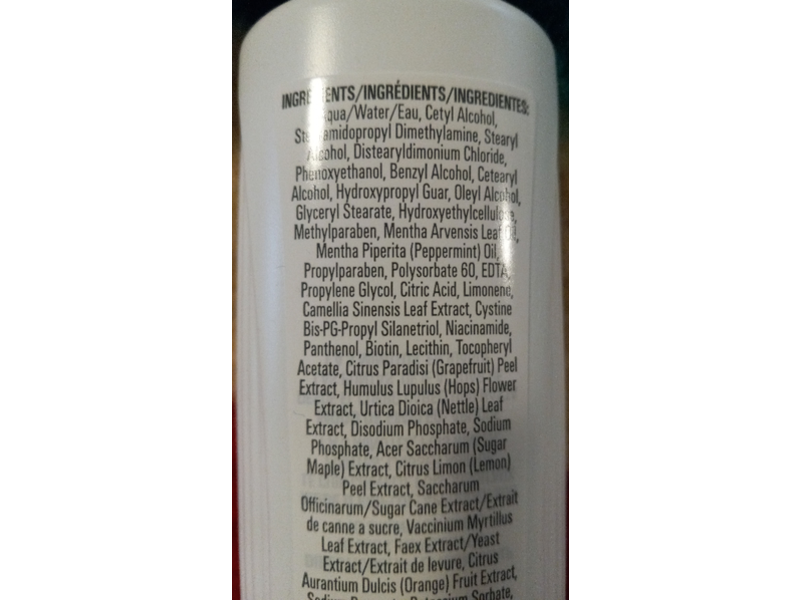 INGREDIENTS/INGRÉDIENTS/INGREDIENTES:
Aqua/Water/Eau, Cetyl Alcohol,
Stearamidopropyl Dimethylamine, Stearyl
Alcohol, Distearyldimonium Chloride,
Phenoxyethanol, Benzyl Alcohol, Cetearyl
Alcohol, Hydroxypropyl Guar, Oleyl Alcohol,
Glyceryl Stearate, Hydroxyethylcellulose,
Methylparaben, Mentha Arvensis Leaf Oil,
Mentha Piperita (Peppermint) Oil,
Propylparaben, Polysorbate 60, EDTA,
Propylene Glycol, Citric Acid, Limonene,
Camellia Sinensis Leaf Extract, Cystine
Bis-PG-Propyl Silanetriol, Niacinamide,
Panthenol, Biotin, Lecithin, Tocopheryl
Acetate, Citrus Paradisi (Grapefruit) Peel
Extract, Humulus Lupulus (Hops) Flower
Extract, Urtica Dioica (Nettle) Leaf
Extract, Disodium Phosphate, Sodium
Phosphate, Acer Saccharum (Sugar
Maple) Extract, Citrus Limon (Lemon)
Peel Extract, Saccharum
Officinarum/Sugar Cane Extract/Extrait
de canne a sucre, Vaccinium Myrtillus
Leaf Extract, Faex Extract/Yeast
Extract/Extrait de levure, Citrus
Aurantium Dulcis (Orange) Fruit Extract,
Sodium Potassium Sorbate,